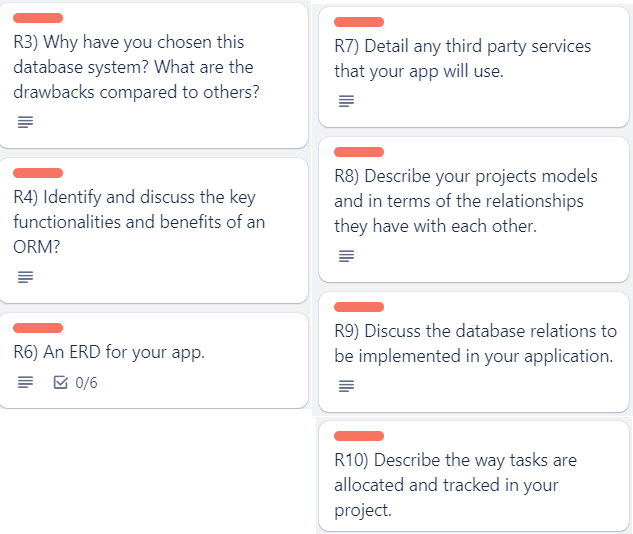 R3) Why have you chosen this
database system? What are the
drawbacks compared to others?
R4) Identify and discuss the key
functionalities and benefits of an
ORM?
R6) An ERD for your app.
0/6
R7) Detail any third party services
that your app will use.
R8) Describe your projects models
and in terms of the relationships
they have with each other.
R9) Discuss the database relations to
be implemented in your application.
R10) Describe the way tasks are
allocated and tracked in your
project.